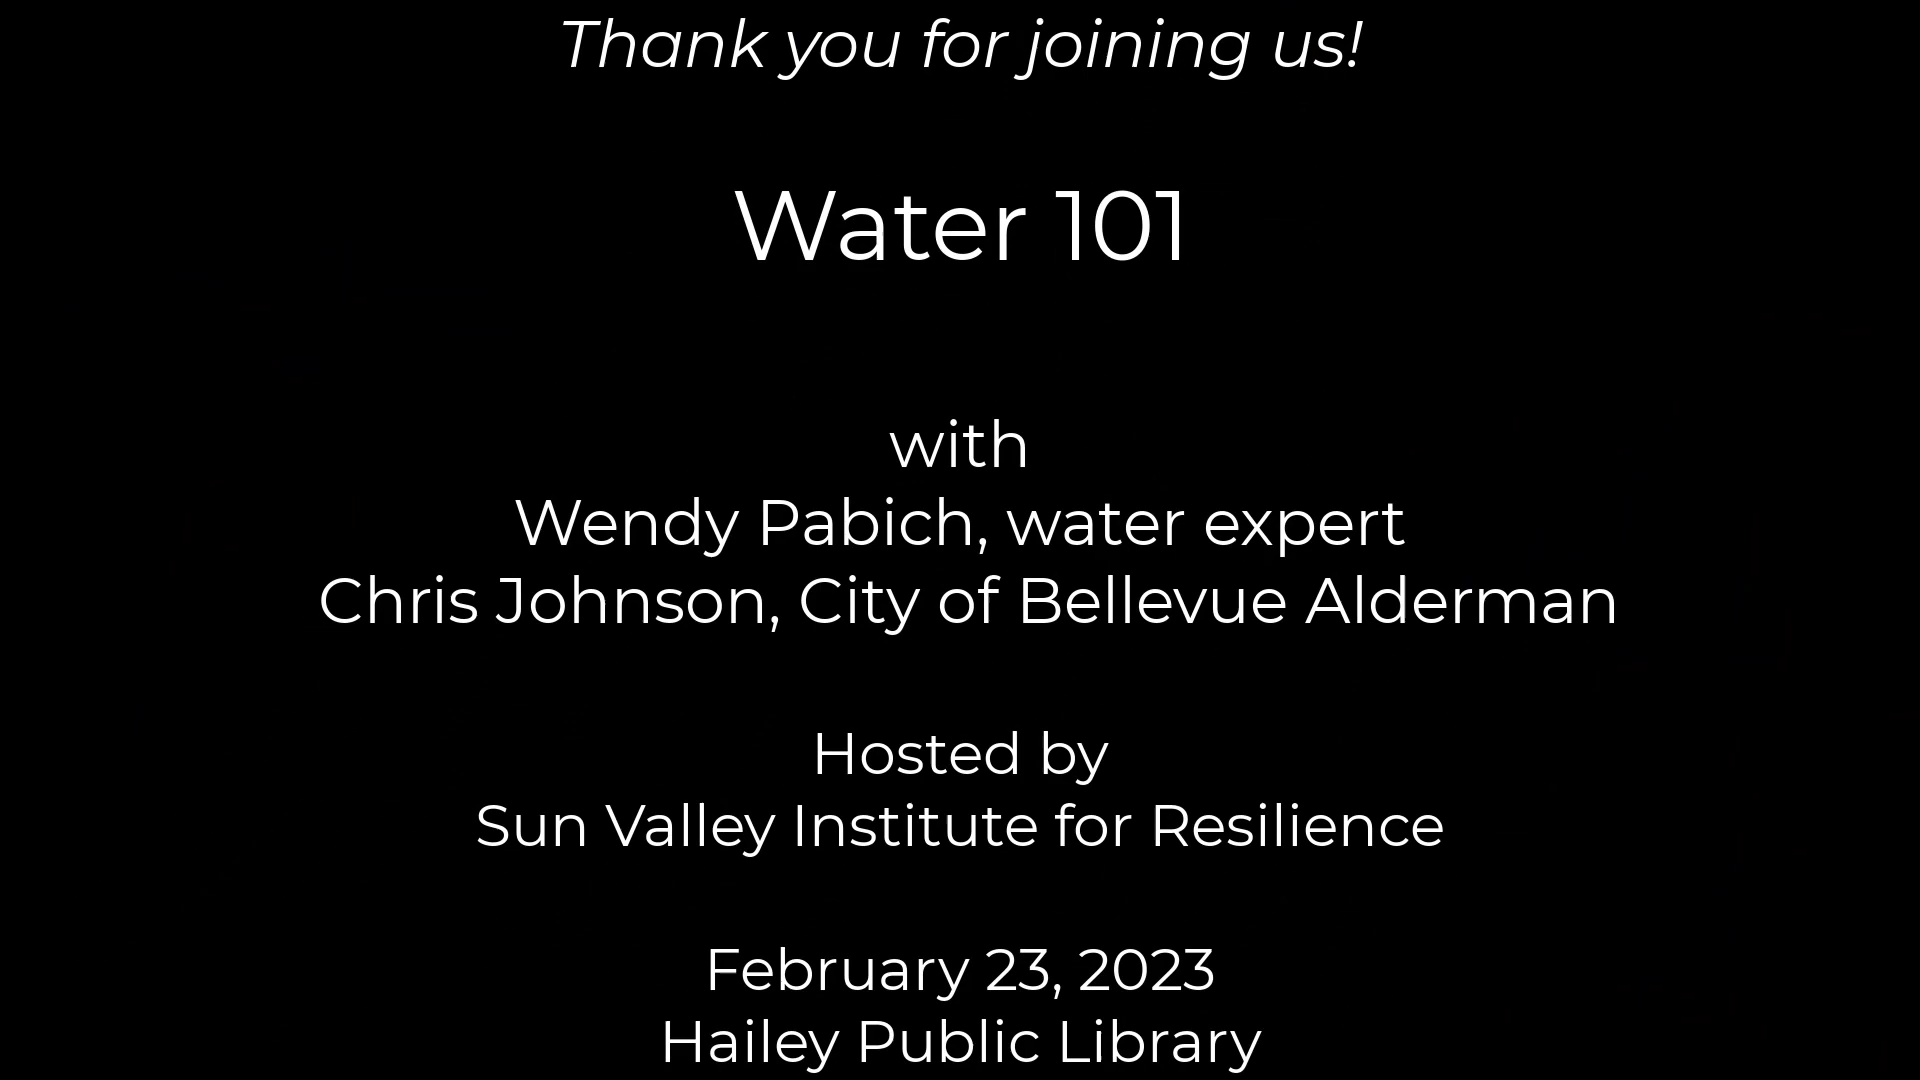 Thank you for joining us!
Water 101
with
Wendy Pabich, water expert
Chris Johnson, City of Bellevue Alderman
Hosted by
Sun Valley Institute for Resilience
February 23, 2023
Hailey Public Library